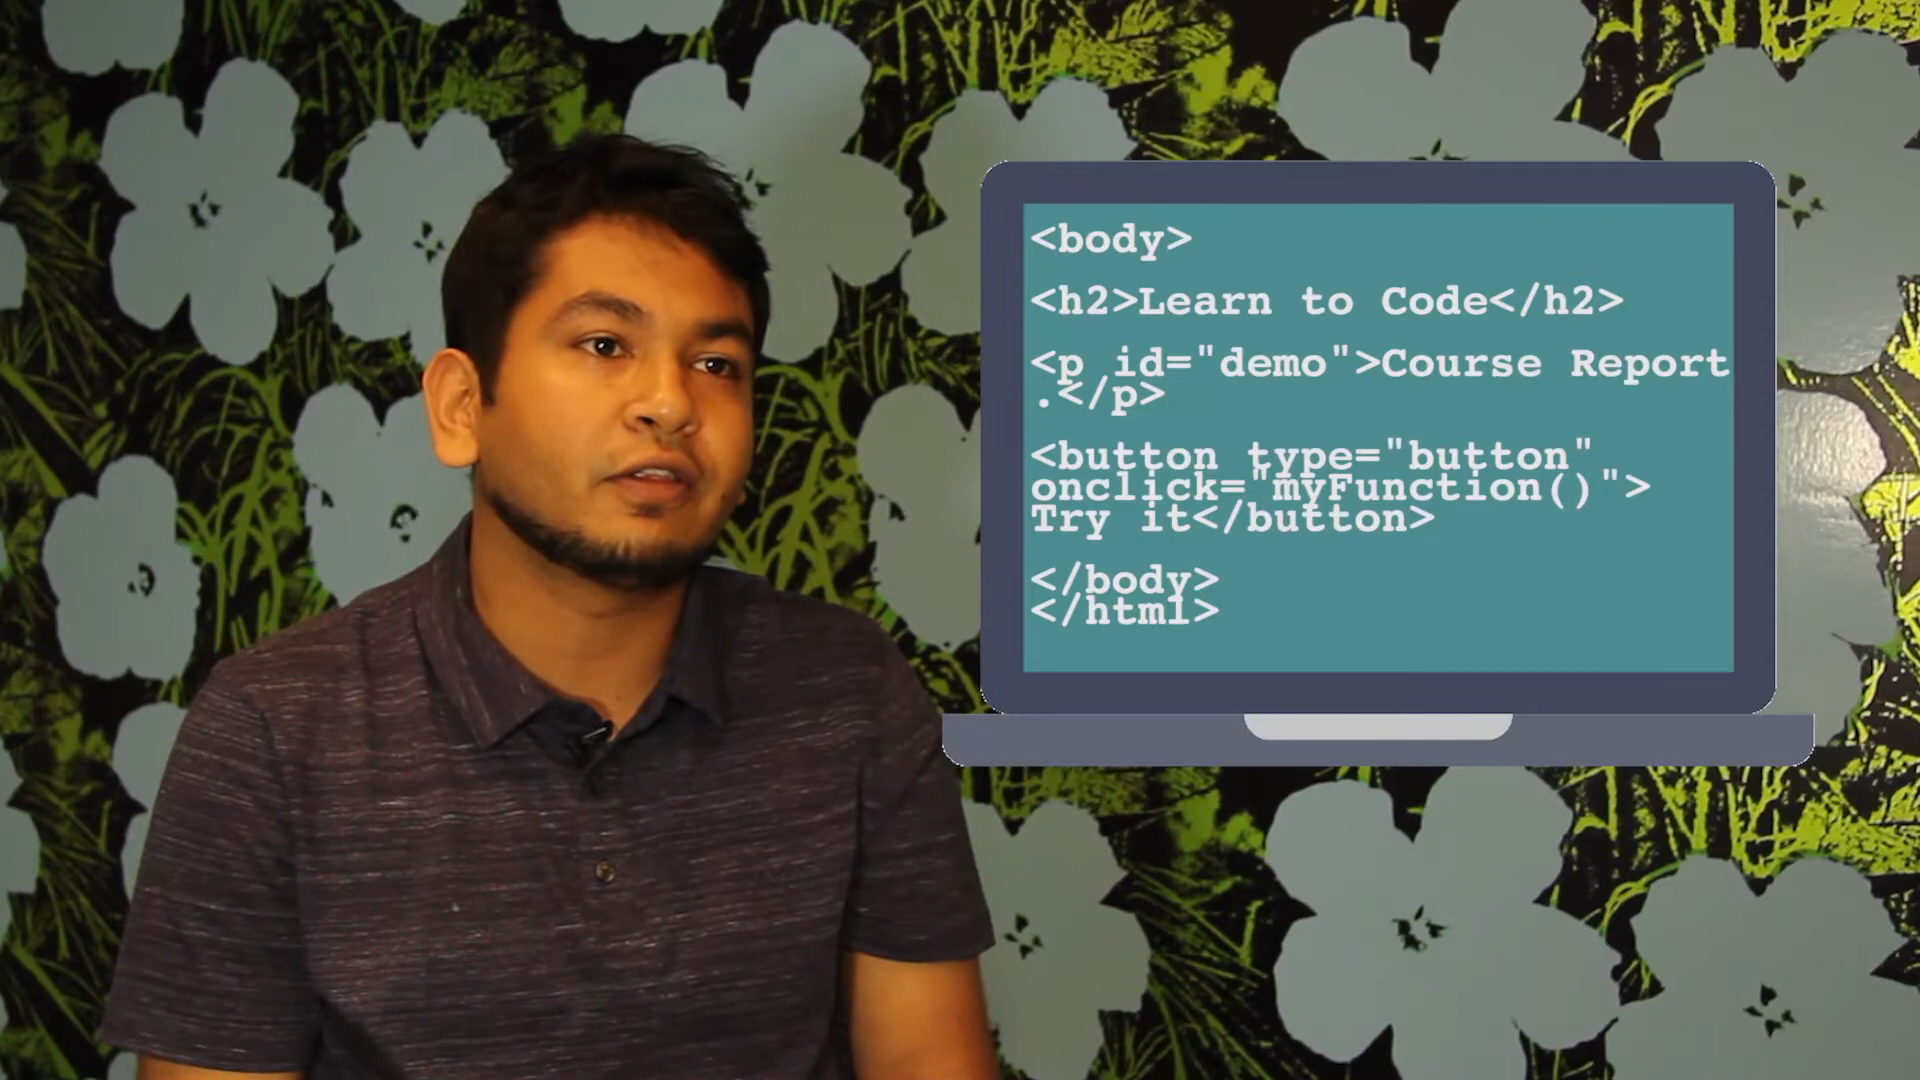 <body>
<h2>Learn to Code</h2>
<p id="demo">Course Report
.</p>
<button type="button"
onclick="myFunction()">
Try it</button>
</body>
</html>